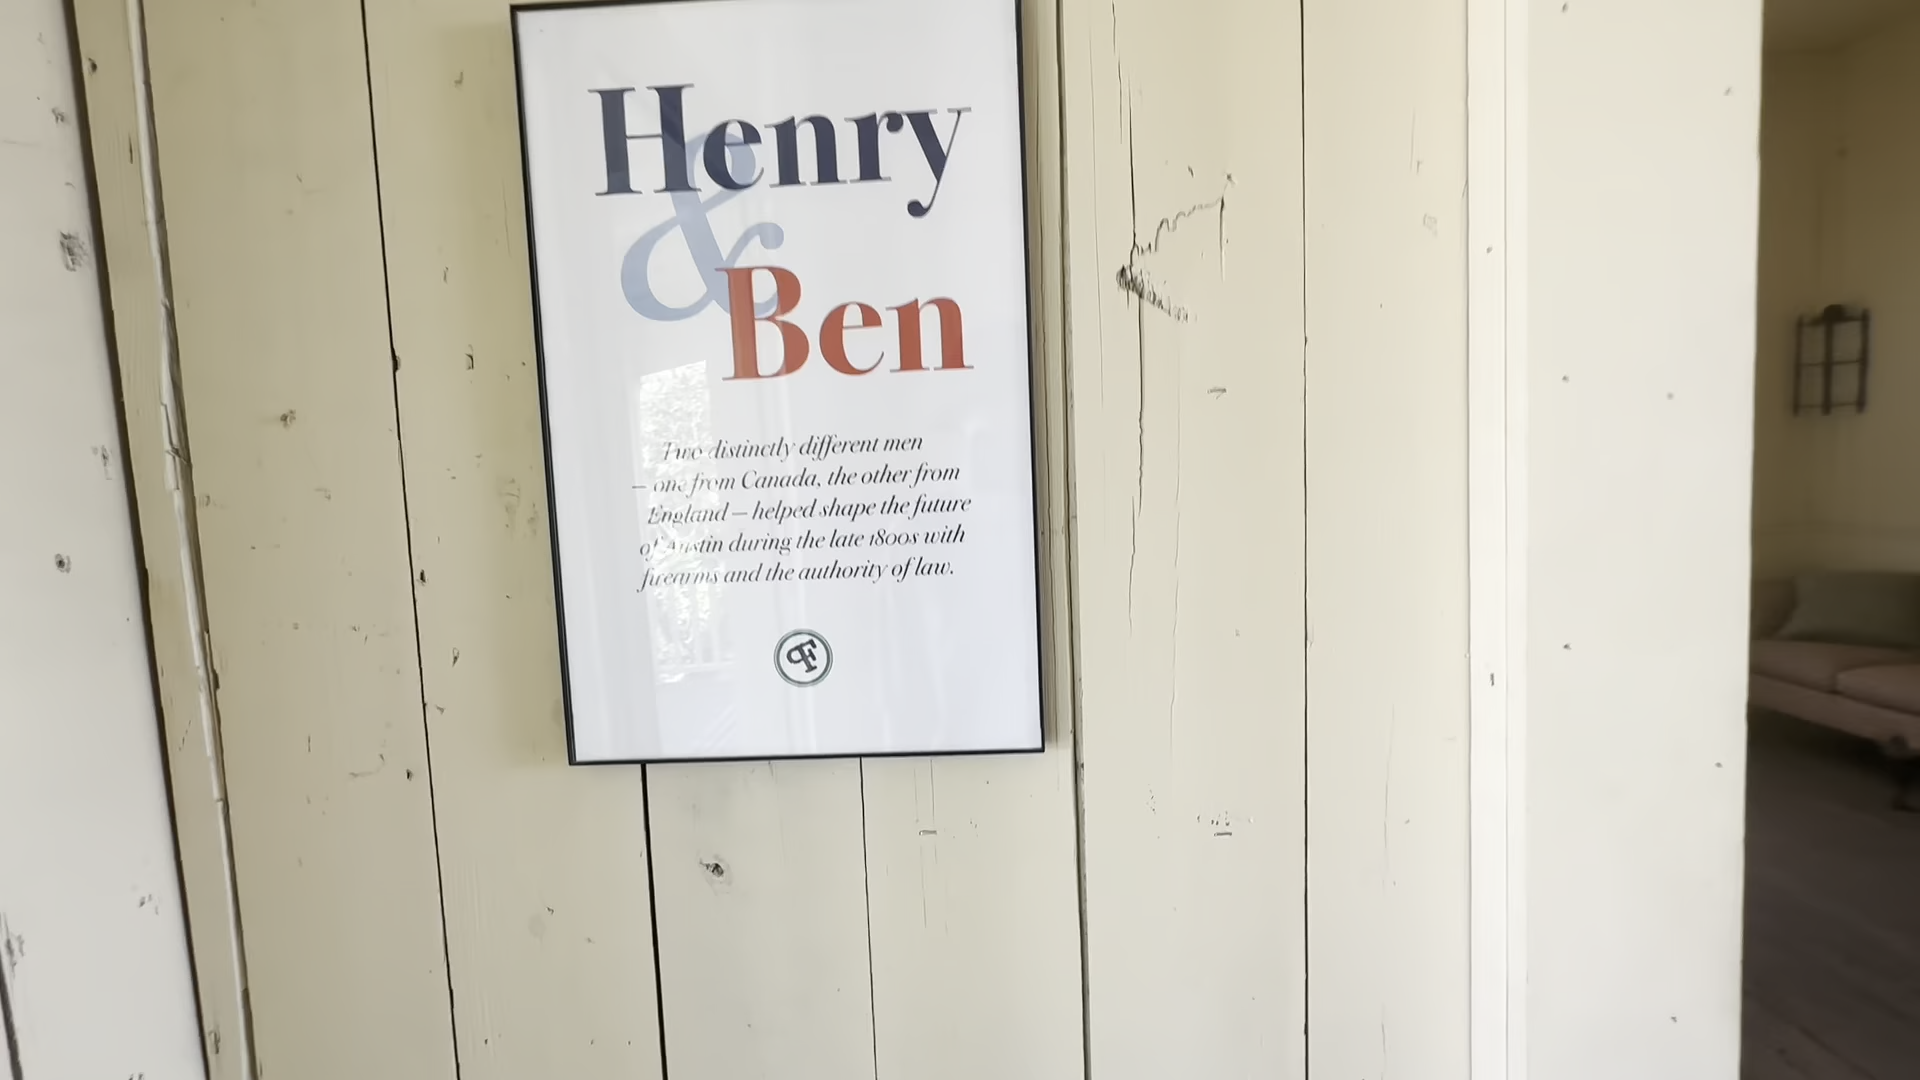 Henry
&
Ben
Two distinctly different men
– one from Canada, the other from
England – helped shape the future
of Austin during the late 1800s with
firearms and the authority of law.
PF